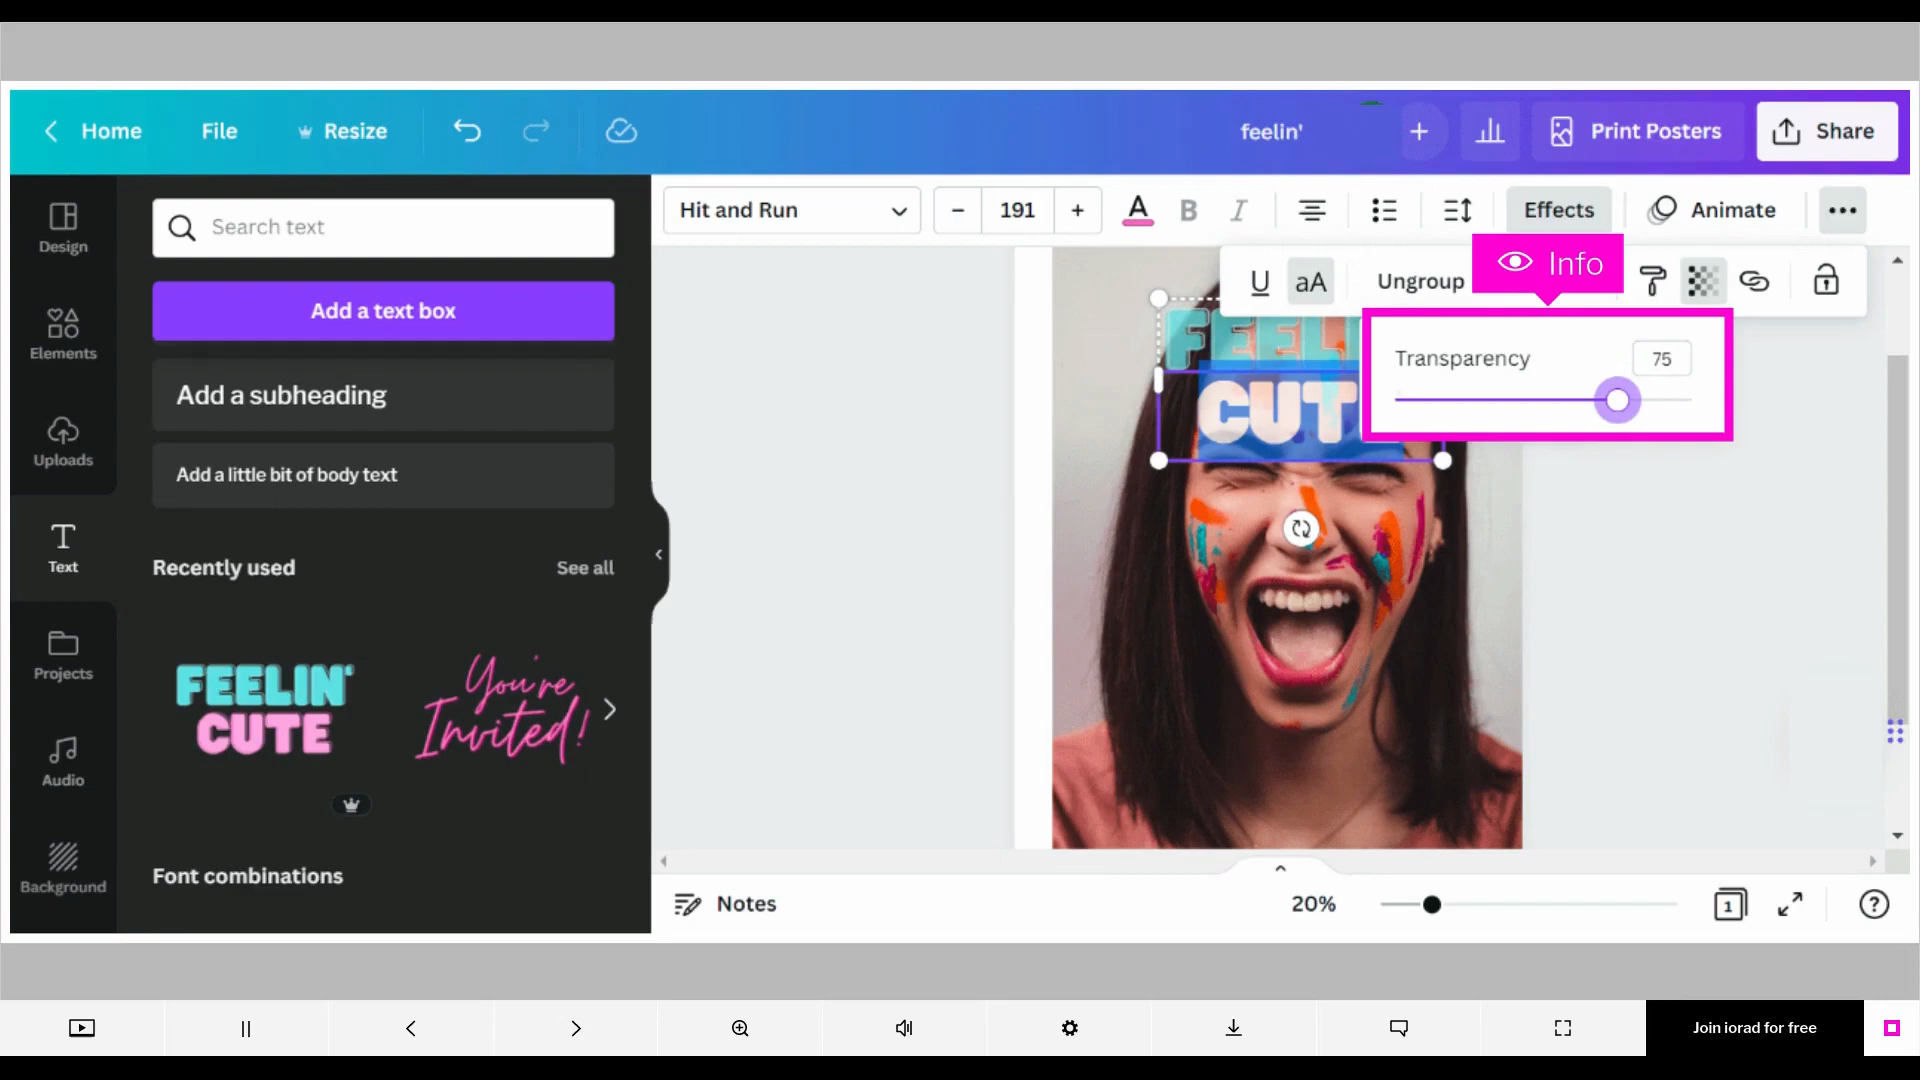 Home
File
Resize
feelin'
Print Posters
Share
Design
Elements
Uploads
Text
Projects
Audio
Background
Search text
Add a text box
Add a subheading
Add a little bit of body text
Recently used
See all
FEELIN'
CUTE
You're
Invited!
Font combinations
Hit and Run
191
A
B
I
Effects
Animate
U
aA
Ungroup
Info
Transparency
75
FEELI
CUT
Notes
20%
1
Join iorad for free